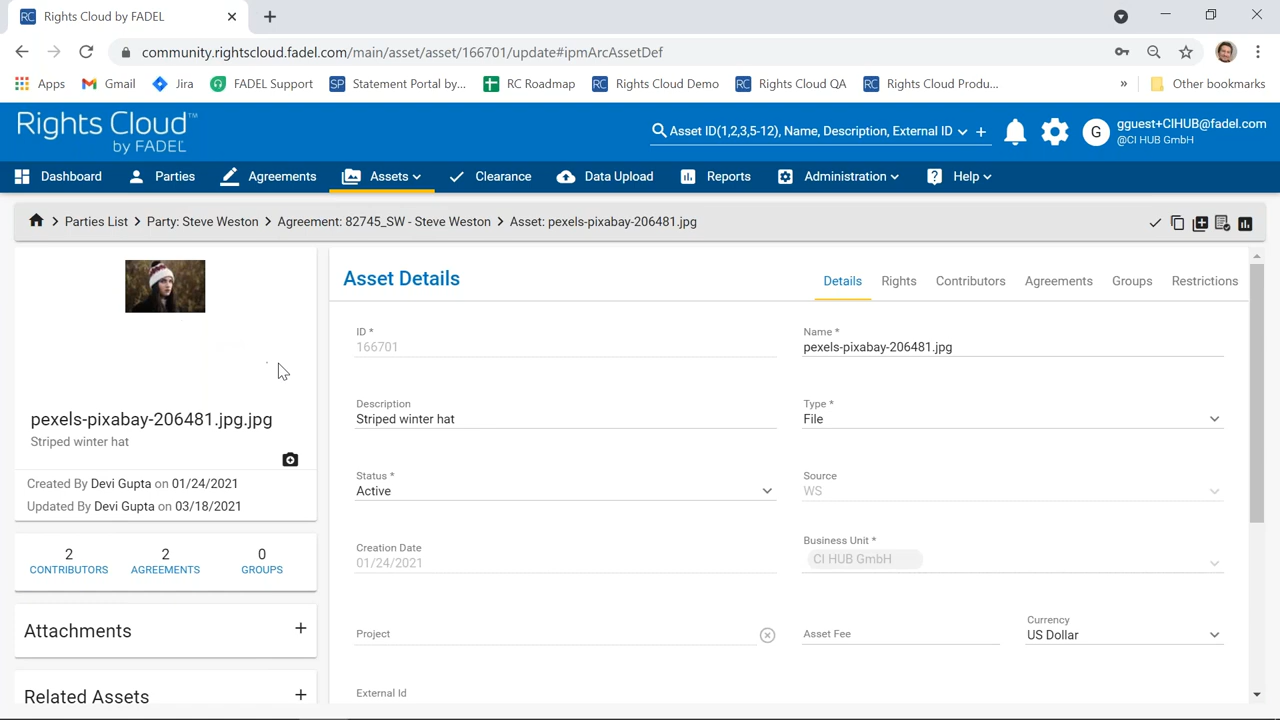 Rights Cloud by FADEL
community.rightscloud.fadel.com/main/asset/asset/166701/update#ipmArcAssetDef
Apps Gmail Jira FADEL Support Statement Portal by... RC Roadmap Rights Cloud Demo Rights Cloud QA Rights Cloud Produ... » Other bookmarks
Rights Cloud™
by FADEL
Asset ID(1,2,3,5-12), Name, Description, External ID
G
gguest+CIHUB@fadel.com
@CI HUB GmbH
Dashboard Parties Agreements Assets Clearance Data Upload Reports Administration Help
Parties List > Party: Steve Weston > Agreement: 82745_SW - Steve Weston > Asset: pexels-pixabay-206481.jpg
pexels-pixabay-206481.jpg.jpg
Striped winter hat
Created By Devi Gupta on 01/24/2021
Updated By Devi Gupta on 03/18/2021
2 2 0
CONTRIBUTORS AGREEMENTS GROUPS
Attachments +
Related Assets +
Asset Details
Details Rights Contributors Agreements Groups Restrictions
ID * Name *
166701 pexels-pixabay-206481.jpg
Description Type *
Striped winter hat File
Status * Source
Active WS
Creation Date Business Unit *
01/24/2021 CI HUB GmbH
Project Asset Fee Currency
US Dollar
External Id